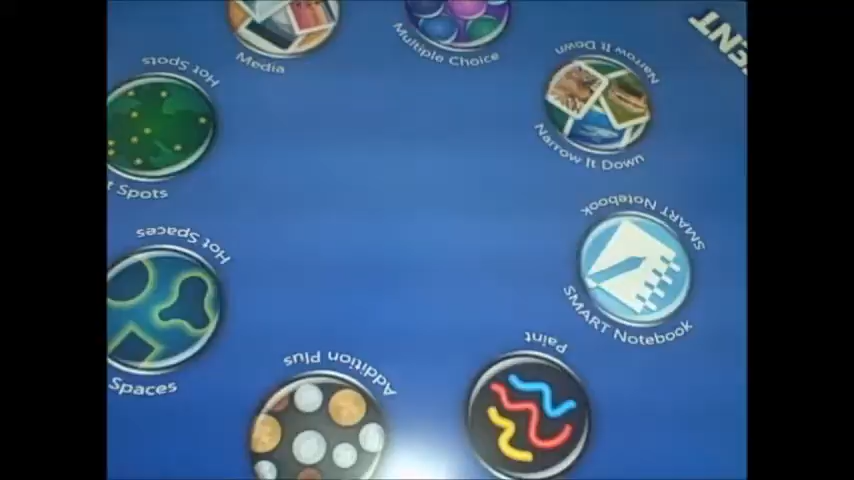 Media
Multiple Choice
ENT
Narrow It Down
Narrow It Down
Hot Spots
t Spots
SMART Notebook
SMART Notebook
Hot Spaces
Spaces
Addition Plus
Paint